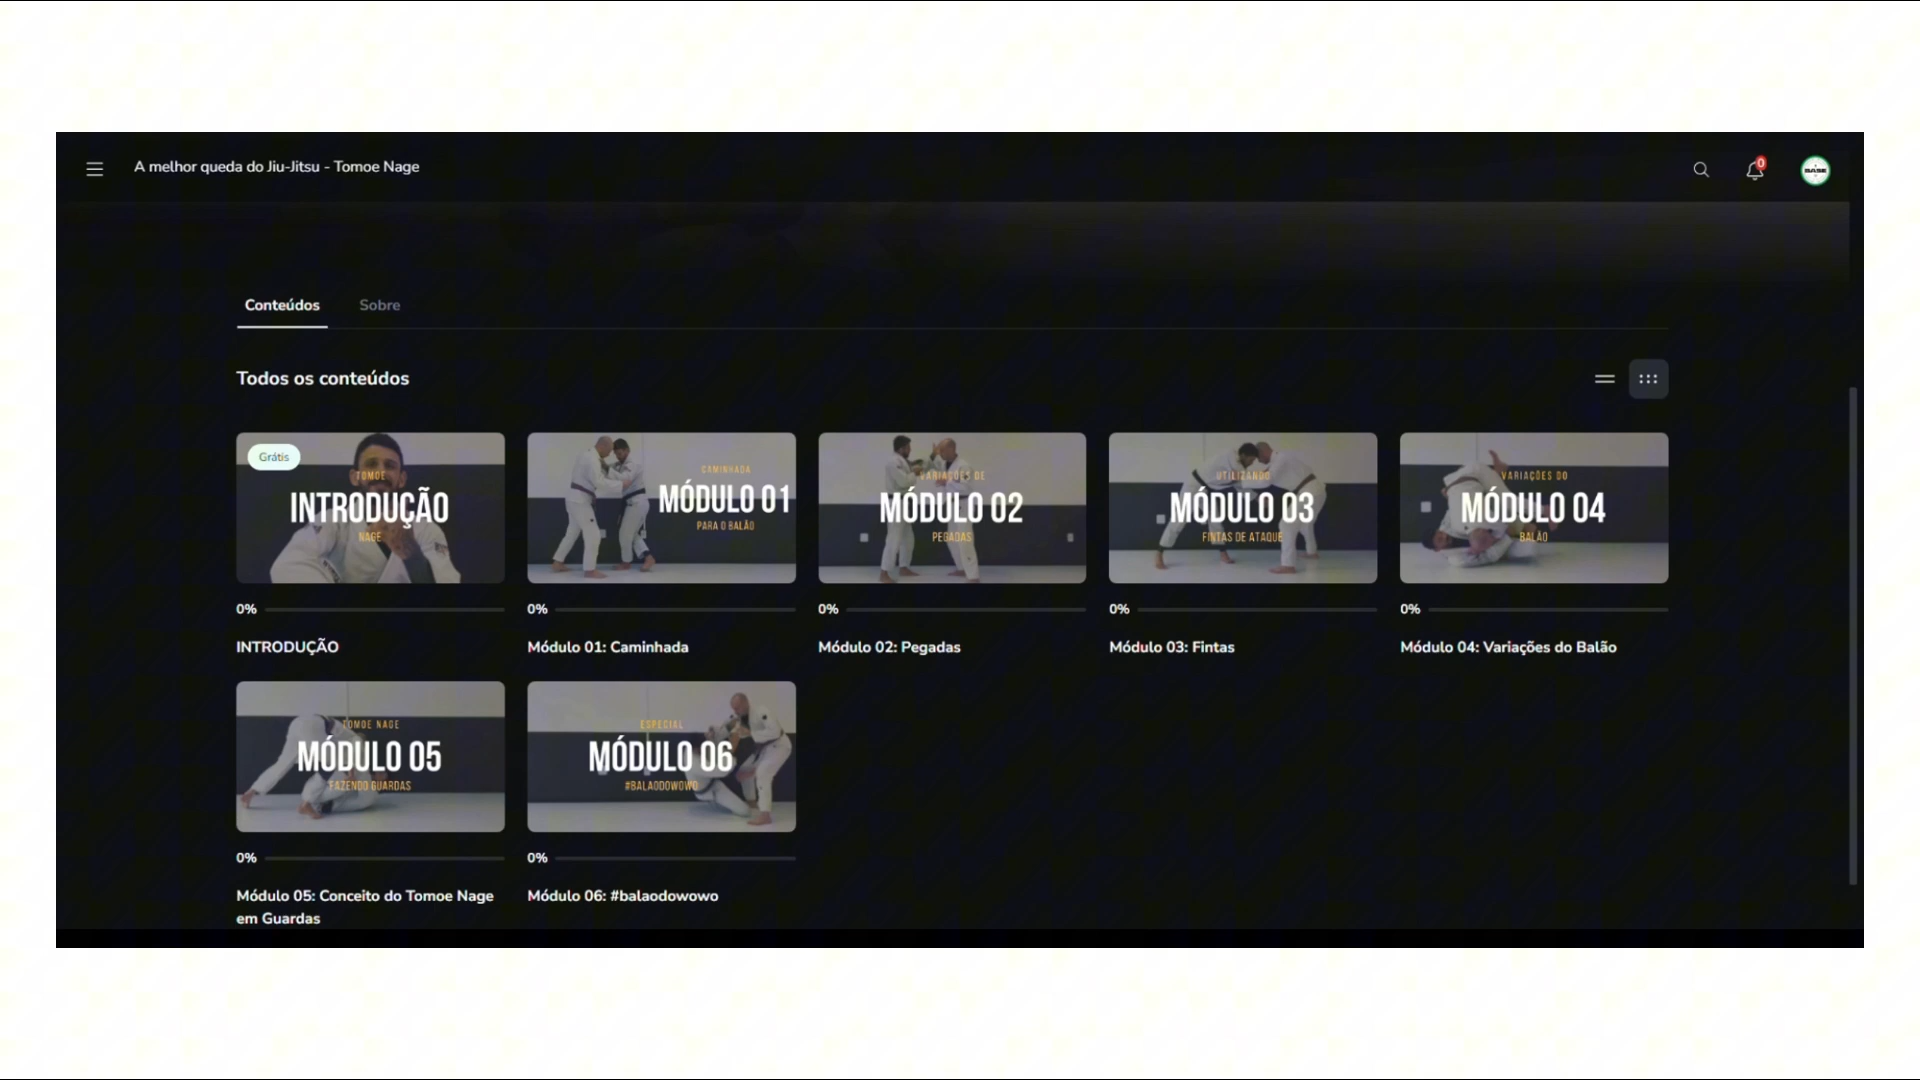 A melhor queda do Jiu-Jitsu - Tomoe Nage
0
BASE
Conteúdos
Sobre
Todos os conteúdos
Grátis
TOMOE
INTRODUÇÃO
NAGE
CAMINHADA
MÓDULO 01
PARA O BALÃO
VARIAÇÕES DE
MÓDULO 02
PEGADAS
UTILIZANDO
MÓDULO 03
FINTAS DE ATAQUE
VARIAÇÕES DO
MÓDULO 04
BALÃO
0%
0%
0%
0%
0%
INTRODUÇÃO
Módulo 01: Caminhada
Módulo 02: Pegadas
Módulo 03: Fintas
Módulo 04: Variações do Balão
TOMOE NAGE
MÓDULO 05
FAZENDO GUARDAS
ESPECIAL
MÓDULO 06
#BALAODOWOWO
0%
0%
Módulo 05: Conceito do Tomoe Nage
em Guardas
Módulo 06: #balaodowowo